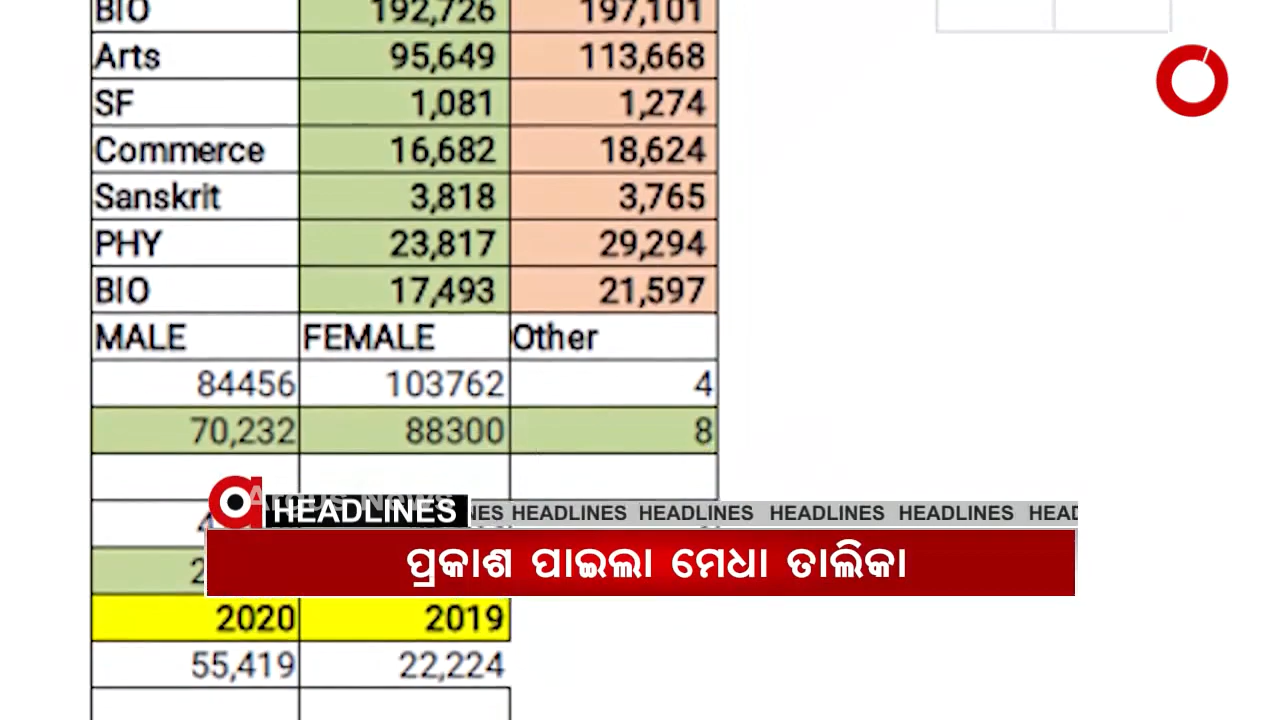 BIO 192,726 197,101
Arts 95,649 113,668
SF 1,081 1,274
Commerce 16,682 18,624
Sanskrit 3,818 3,765
PHY 23,817 29,294
BIO 17,493 21,597
MALE FEMALE Other
84456 103762 4
70,232 88300 8
HEADLINES HEADLINES HEADLINES HEADLINES HEADLINES
ପ୍ରକାଶ ପାଇଲା ମେଧା ତାଲିକା
2020 2019
55,419 22,224